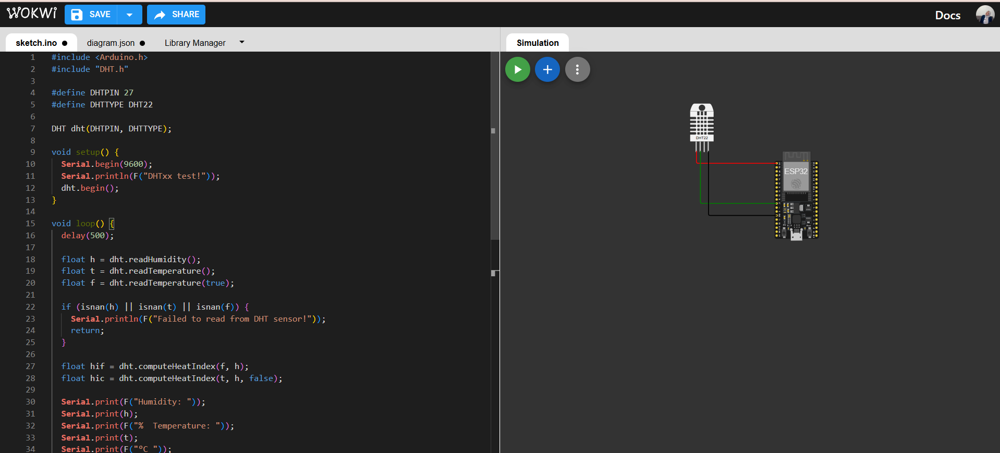 WOKWI
SAVE
SHARE
Docs
sketch.ino
diagram.json
Library Manager
Simulation
1 #include <Arduino.h>
2 #include "DHT.h"
3
4 #define DHTPIN 27
5 #define DHTTYPE DHT22
6
7 DHT dht(DHTPIN, DHTTYPE);
8
9 void setup() {
10 Serial.begin(9600);
11 Serial.println(F("DHTxx test!"));
12 dht.begin();
13 }
14
15 void loop() {
16 delay(500);
17
18 float h = dht.readHumidity();
19 float t = dht.readTemperature();
20 float f = dht.readTemperature(true);
21
22 if (isnan(h) || isnan(t) || isnan(f)) {
23 Serial.println(F("Failed to read from DHT sensor!"));
24 return;
25 }
26
27 float hif = dht.computeHeatIndex(f, h);
28 float hic = dht.computeHeatIndex(t, h, false);
29
30 Serial.print(F("Humidity: "));
31 Serial.print(h);
32 Serial.print(F("%  Temperature: "));
33 Serial.print(t);
34 Serial.print(F("°C "));
DHT22
ESP32